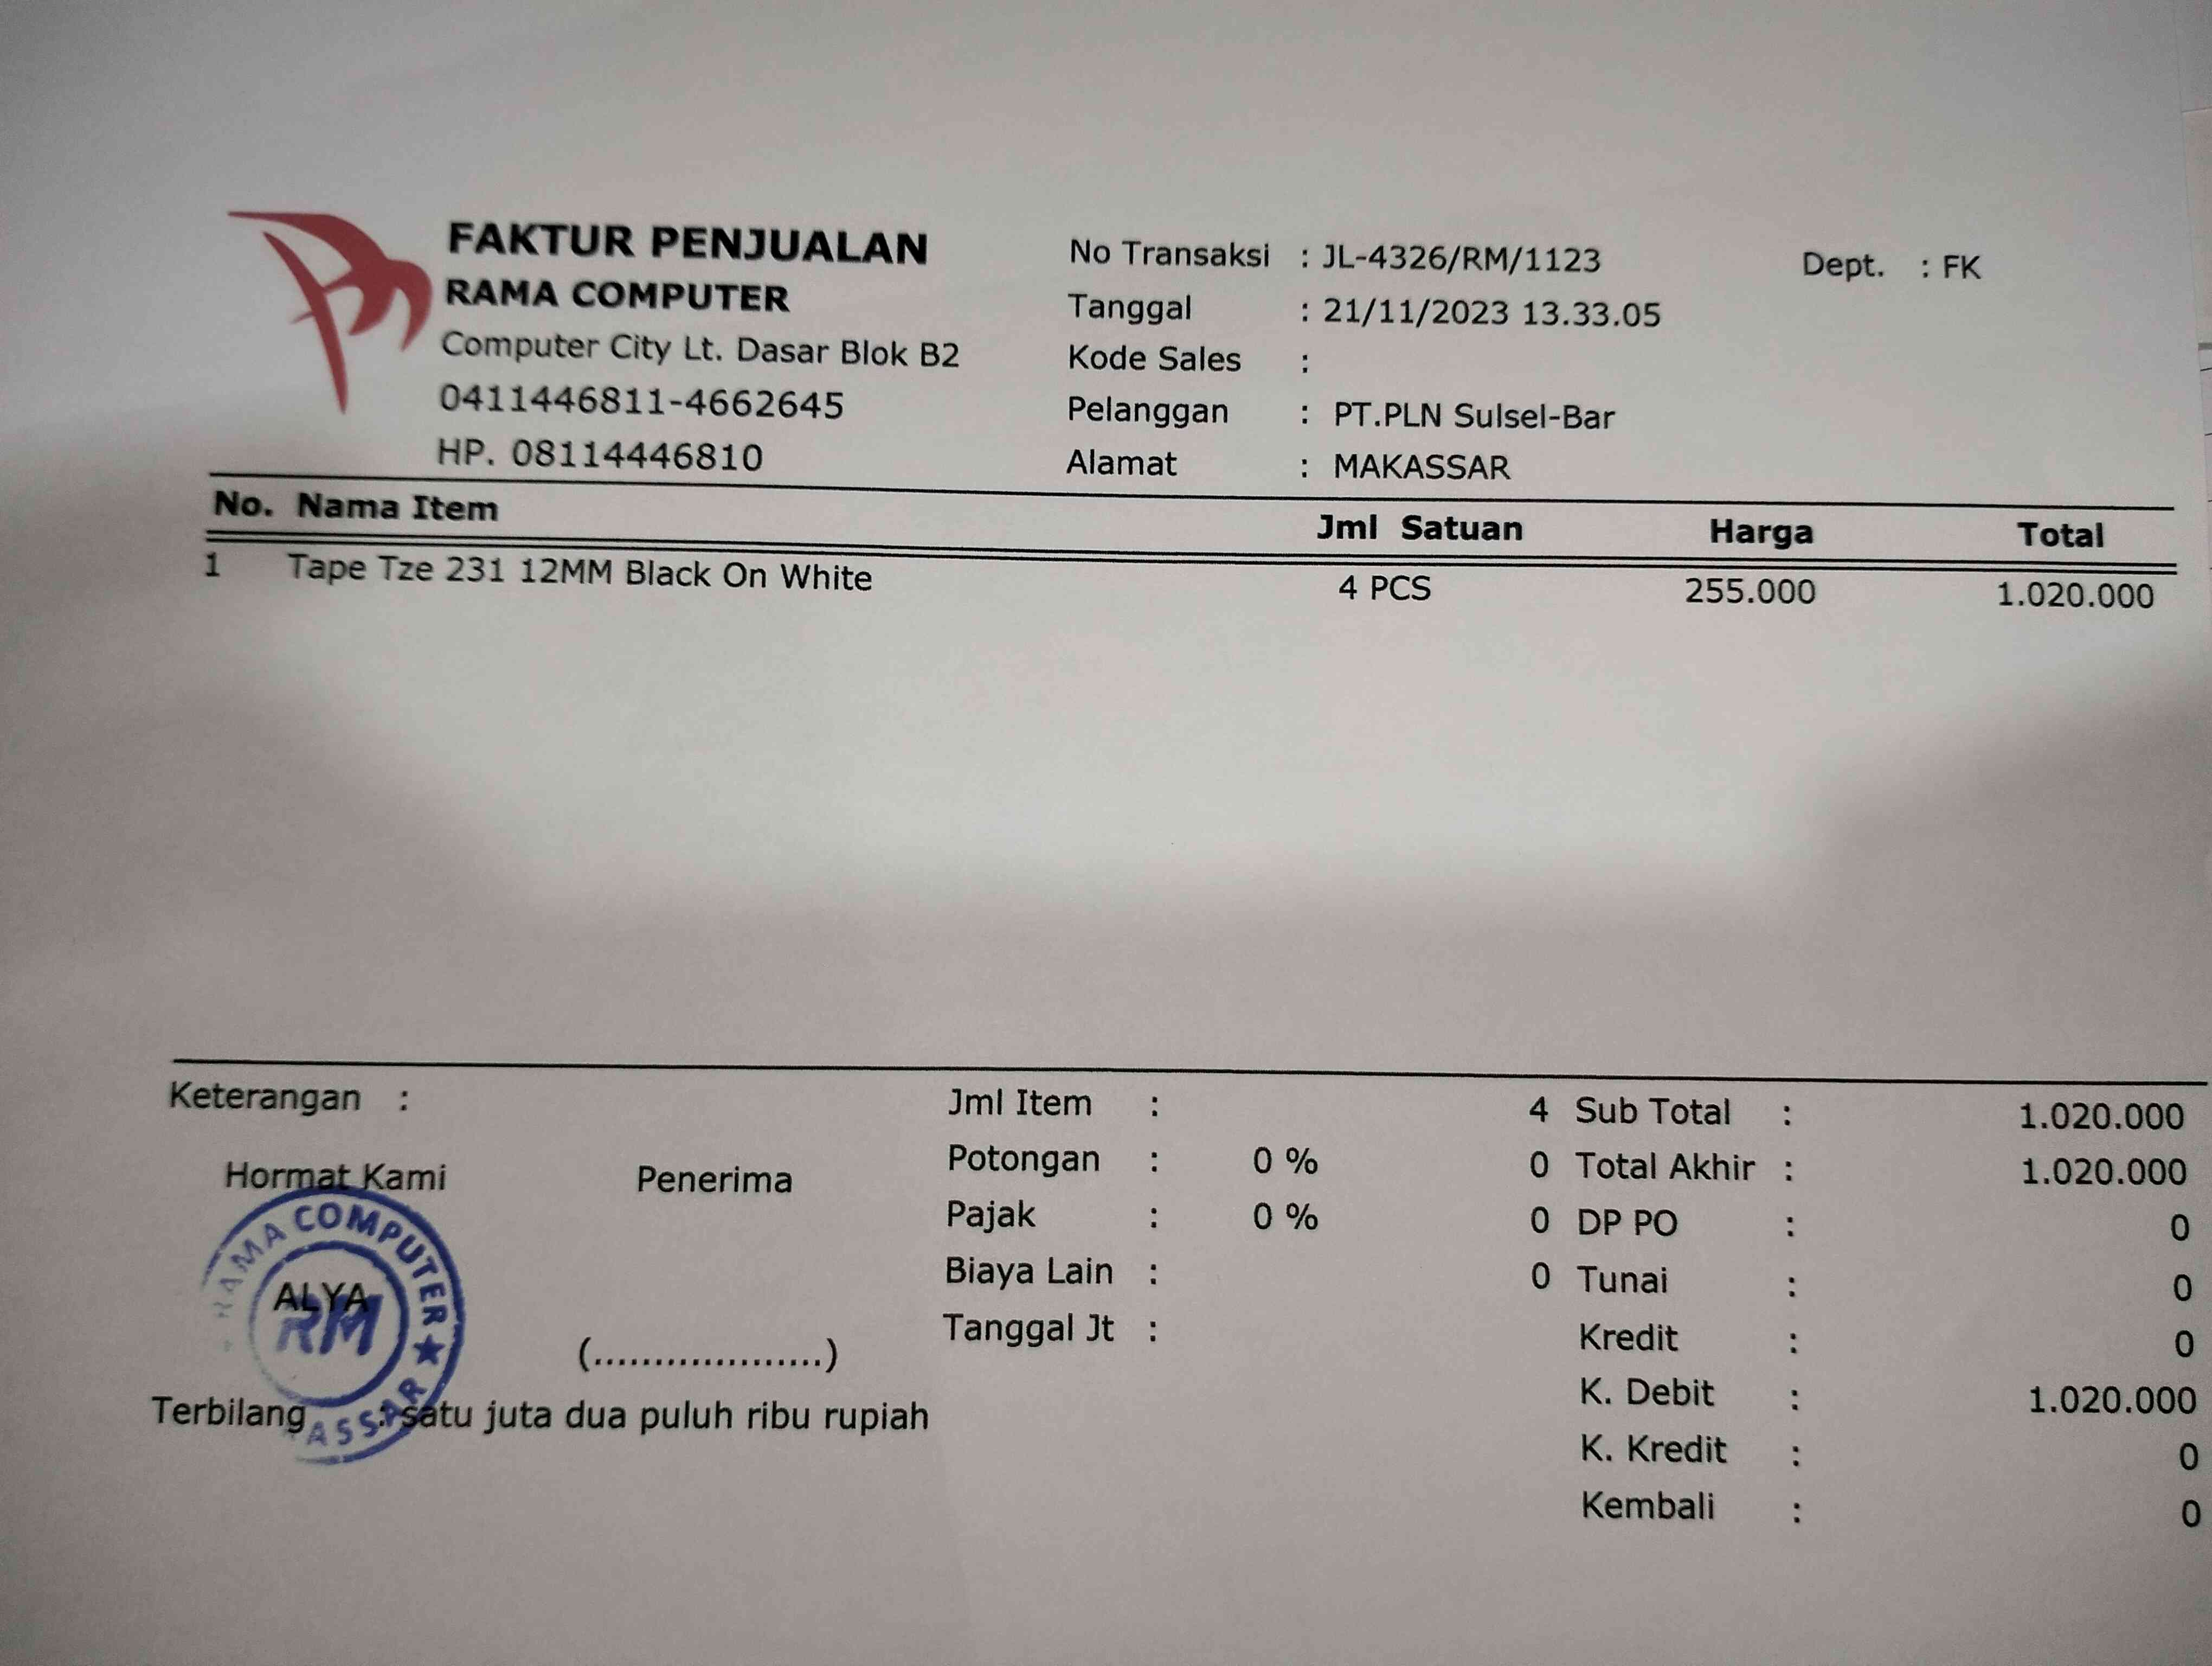 FAKTUR PENJUALAN
RAMA COMPUTER
Computer City Lt. Dasar Blok B2
0411446811-4662645
HP. 08114446810
No Transaksi : JL-4326/RM/1123
Dept. : FK
Tanggal : 21/11/2023 13.33.05
Kode Sales :
Pelanggan : PT.PLN Sulsel-Bar
Alamat : MAKASSAR
No. Nama Item Jml Satuan Harga Total
1 Tape Tze 231 12MM Black On White 4 PCS 255.000 1.020.000
Keterangan :
Hormat Kami Penerima
RAMA COMPUTER
ALYA
RM
ASSAR
(....................)
Terbilang : satu juta dua puluh ribu rupiah
Jml Item : 4
Potongan : 0 % 0
Pajak : 0 % 0
Biaya Lain : 0
Tanggal Jt :
Sub Total : 1.020.000
Total Akhir : 1.020.000
DP PO : 0
Tunai : 0
Kredit : 0
K. Debit : 1.020.000
K. Kredit : 0
Kembali : 0